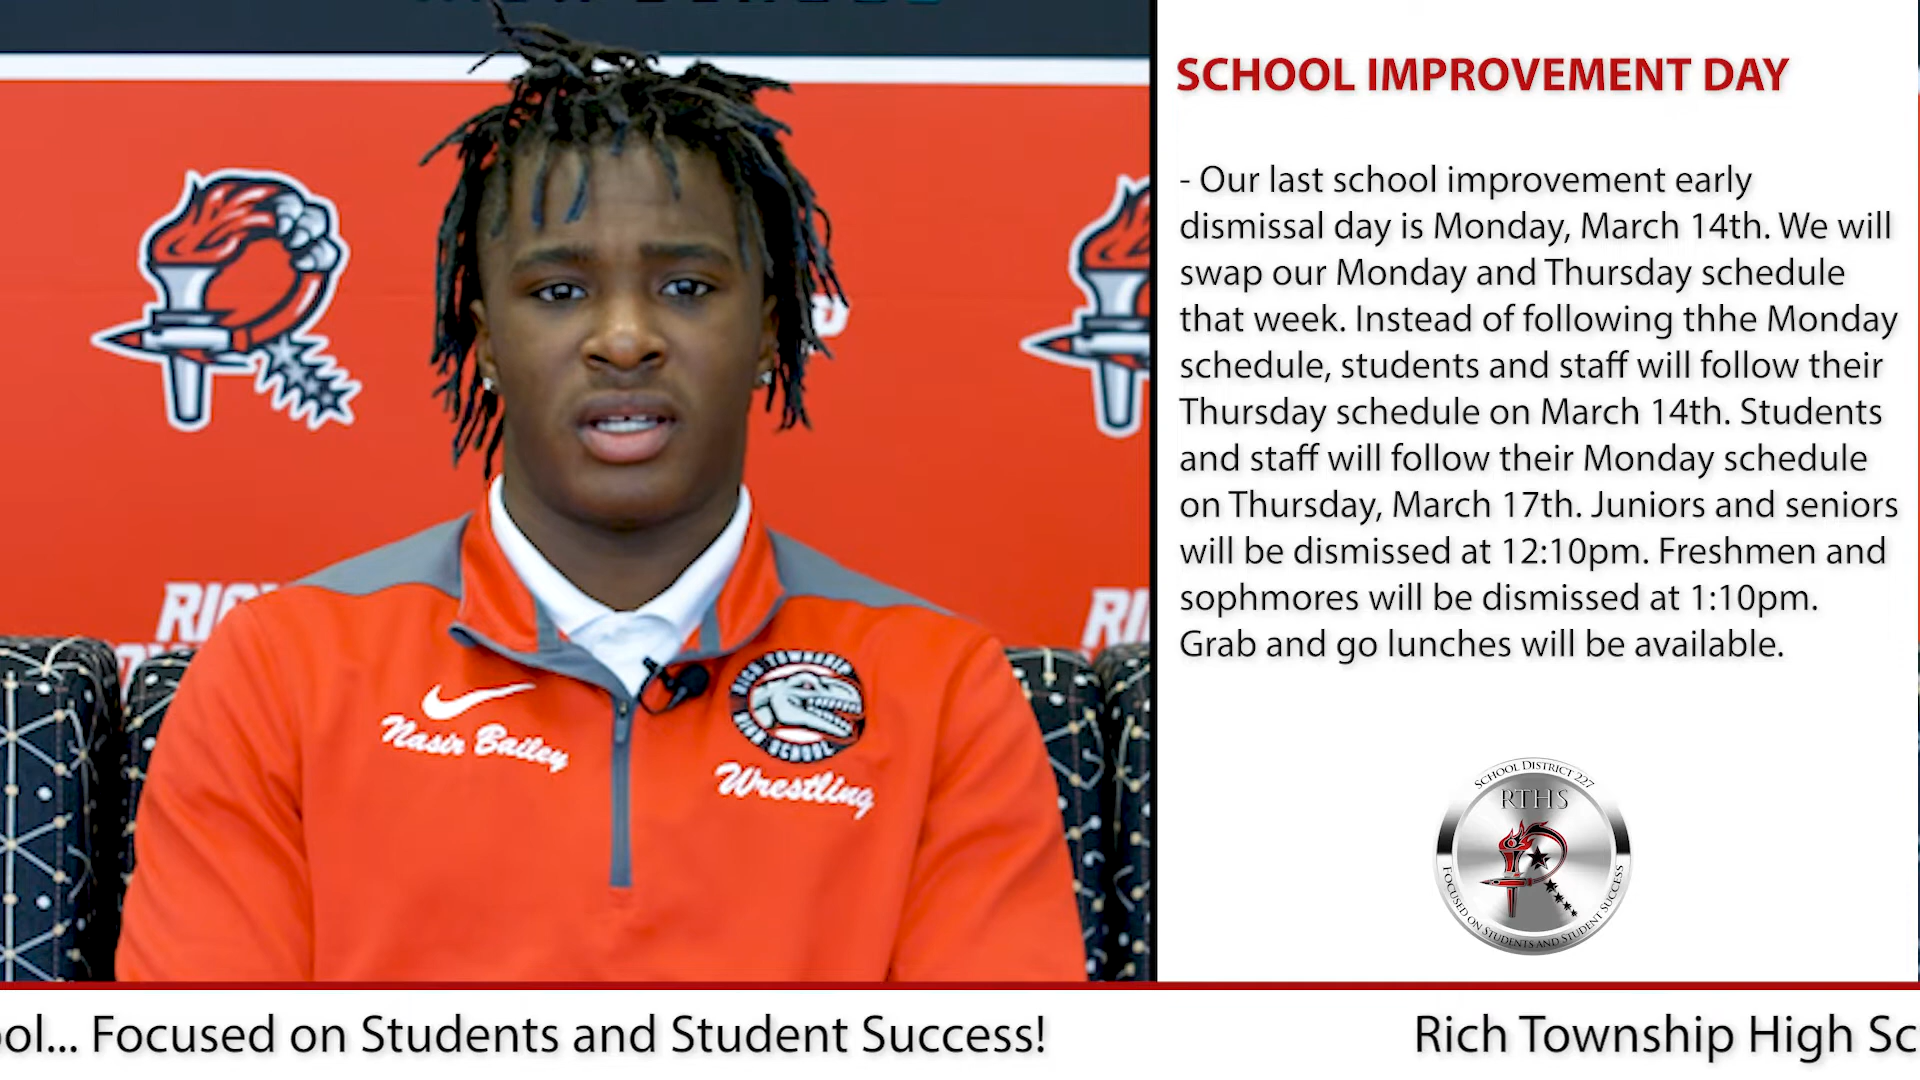 SCHOOL IMPROVEMENT DAY
- Our last school improvement early
dismissal day is Monday, March 14th. We will
swap our Monday and Thursday schedule
that week. Instead of following thhe Monday
schedule, students and staff will follow their
Thursday schedule on March 14th. Students
and staff will follow their Monday schedule
on Thursday, March 17th. Juniors and seniors
will be dismissed at 12:10pm. Freshmen and
sophmores will be dismissed at 1:10pm.
Grab and go lunches will be available.
Nasir Bailey
RICH TOWNSHIP
HIGH SCHOOL
Wrestling
SCHOOL DISTRICT 227
RTHS
FOCUSED ON STUDENTS AND STUDENT SUCCESS
ool... Focused on Students and Student Success!
Rich Township High Sc